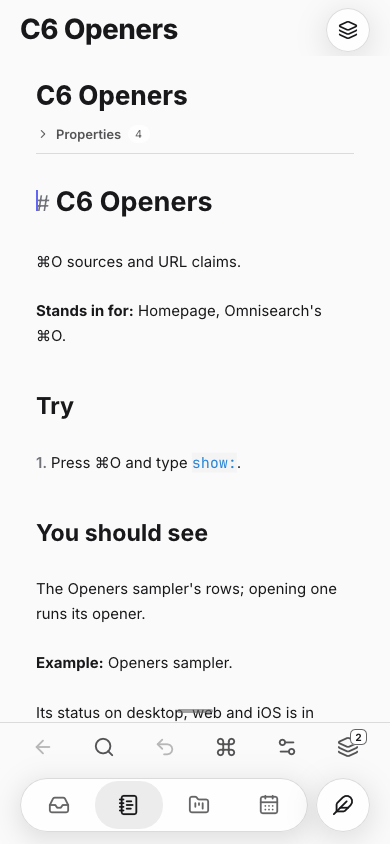 C6 Openers
C6 Openers
Properties 4
# C6 Openers
⌘O sources and URL claims.
Stands in for: Homepage, Omnisearch's
⌘O.
Try
1. Press ⌘O and type show:.
You should see
The Openers sampler's rows; opening one
runs its opener.
Example: Openers sampler.
Its status on desktop, web and iOS is in
2